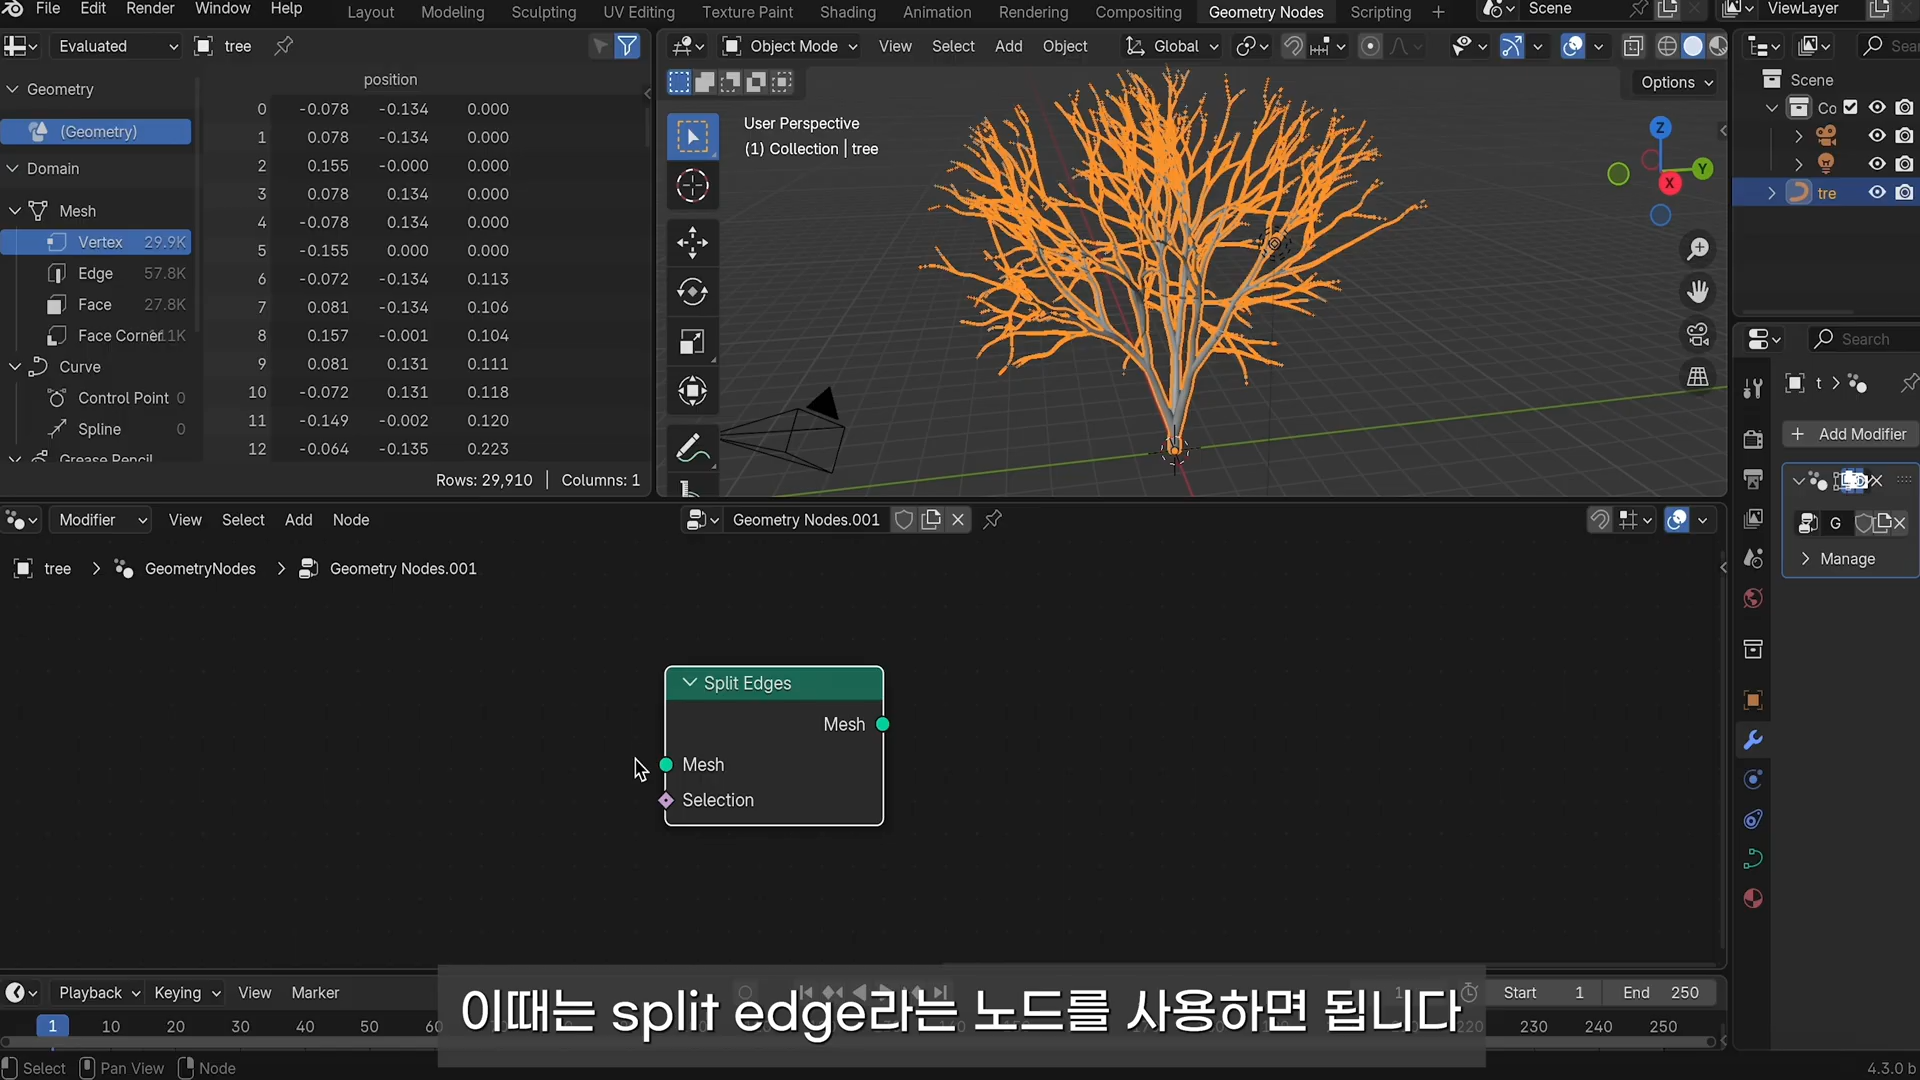 File Edit Render Window Help Layout Modeling Sculpting UV Editing Texture Paint Shading Animation Rendering Compositing Geometry Nodes Scripting + Scene ViewLayer
Evaluated tree
Object Mode View Select Add Object Global
Options
position
Geometry
(Geometry)
Domain
Mesh
Vertex 29.9K
Edge 57.8K
Face 27.8K
Face Corner
Curve
Control Point 0
Spline 0
Grease Pencil
0 -0.078 -0.134 0.000
1 0.078 -0.134 0.000
2 0.155 -0.000 0.000
3 0.078 0.134 0.000
4 -0.078 0.134 0.000
5 -0.155 0.000 0.000
6 -0.072 -0.134 0.113
7 0.081 -0.134 0.106
8 0.157 -0.001 0.104
9 0.081 0.131 0.111
10 -0.072 0.131 0.118
11 -0.149 -0.002 0.120
12 -0.064 -0.135 0.223
Rows: 29,910 | Columns: 1
User Perspective
(1) Collection | tree
Z
Y
X
Scene
Co
tre
Search
t
+ Add Modifier
G
Manage
Modifier View Select Add Node Geometry Nodes.001
tree > GeometryNodes > Geometry Nodes.001
Split Edges
Mesh
Mesh
Selection
Playback Keying View Marker Start 1 End 250
1 10 20 30 40 50 230 240 250
이때는 split edge라는 노드를 사용하면 됩니다
Select Pan View Node 4.3.0 b